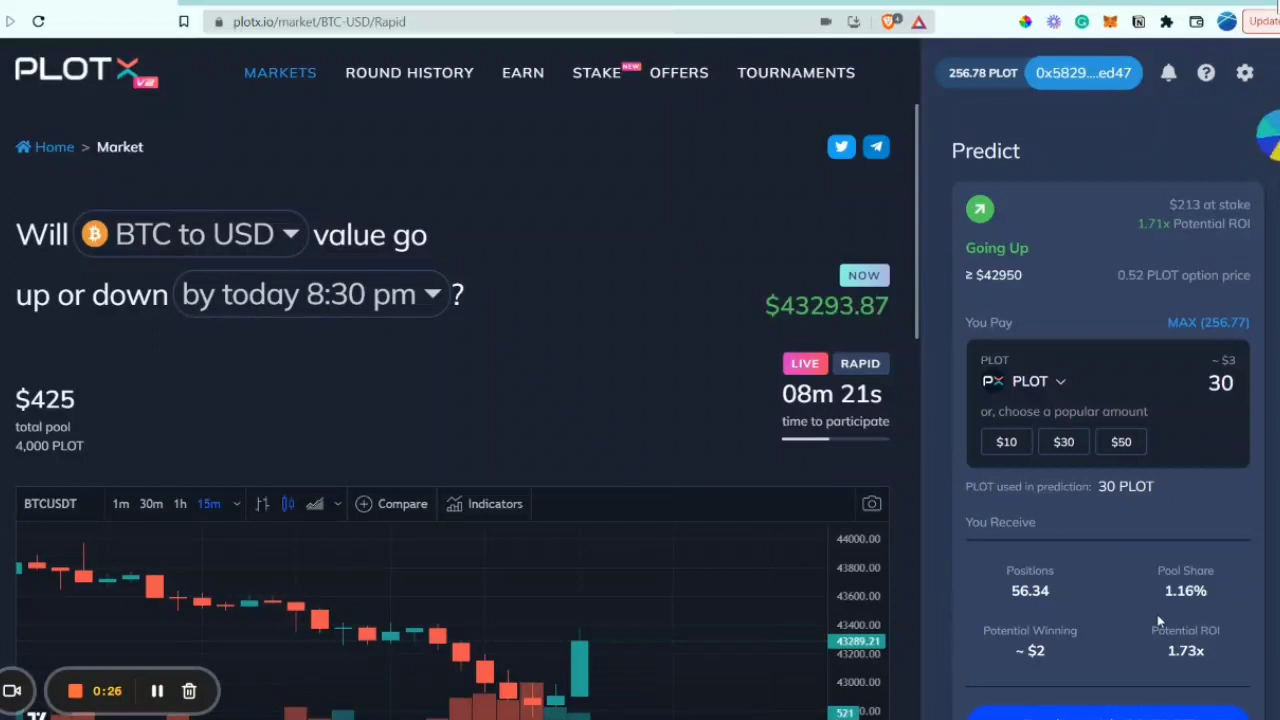 plotx.io/market/BTC-USD/Rapid
Update
PLOTX V2
MARKETS
ROUND HISTORY
EARN
STAKE NEW
OFFERS
TOURNAMENTS
256.78 PLOT
0x5829....ed47
Home > Market
Predict
Will BTC to USD value go
up or down by today 8:30 pm ?
NOW
$43293.87
LIVE RAPID
08m 21s
time to participate
$425
total pool
4,000 PLOT
$213 at stake
1.71x Potential ROI
Going Up
≥ $42950
0.52 PLOT option price
You Pay
MAX (256.77)
PLOT
~ $3
PLOT
30
or, choose a popular amount
$10 $30 $50
PLOT used in prediction: 30 PLOT
You Receive
Positions
56.34
Pool Share
1.16%
Potential Winning
~ $2
Potential ROI
1.73x
BTCUSDT
1m 30m 1h 15m
Compare
Indicators
44000.00
43800.00
43600.00
43400.00
43289.21
43200.00
43000.00
521
0:26